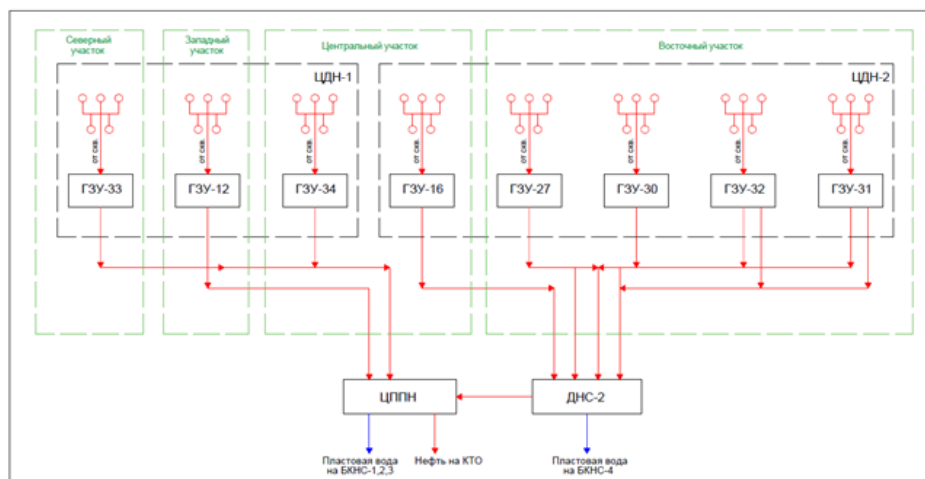 Северный
участок
Западный
участок
Центральный участок
Восточный участок
ЦДН-1
ЦДН-2
от скв.
от скв.
от скв.
от скв.
от скв.
от скв.
от скв.
от скв.
ГЗУ-33
ГЗУ-12
ГЗУ-34
ГЗУ-16
ГЗУ-27
ГЗУ-30
ГЗУ-32
ГЗУ-31
ЦППН
ДНС-2
Пластовая вода
на БКНС-1,2,3
Нефть на КТО
Пластовая вода
на БКНС-4